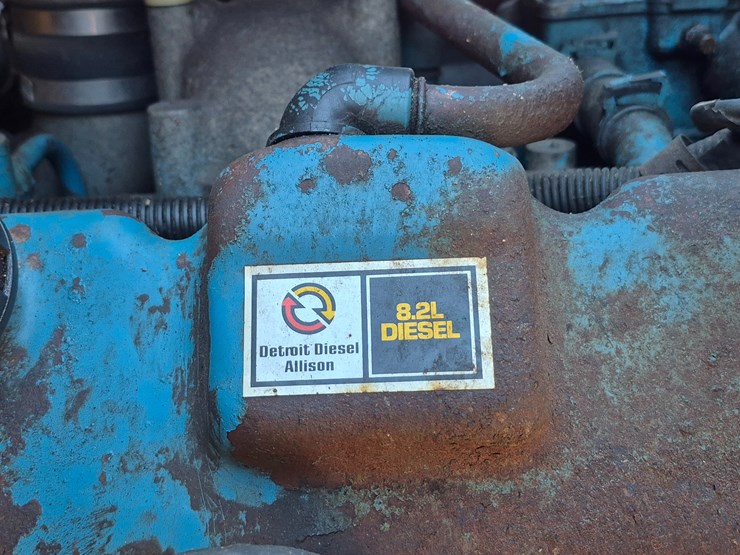 Detroit Diesel
Allison
8.2L
DIESEL